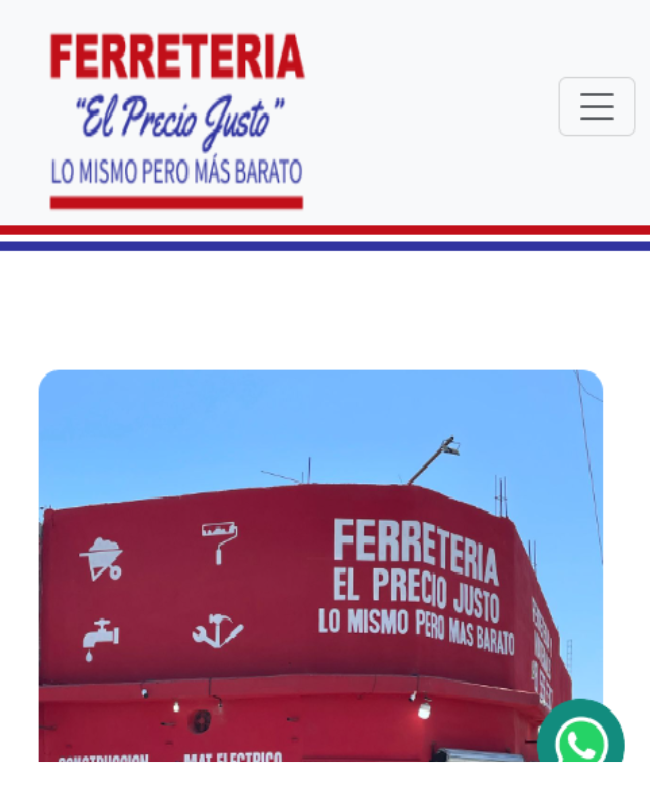 FERRETERIA
“El Precio Justo”
LO MISMO PERO MÁS BARATO
FERRETERIA
EL PRECIO JUSTO
LO MISMO PERO MAS BARATO
CONSTRUCCION MAT ELECTRICO